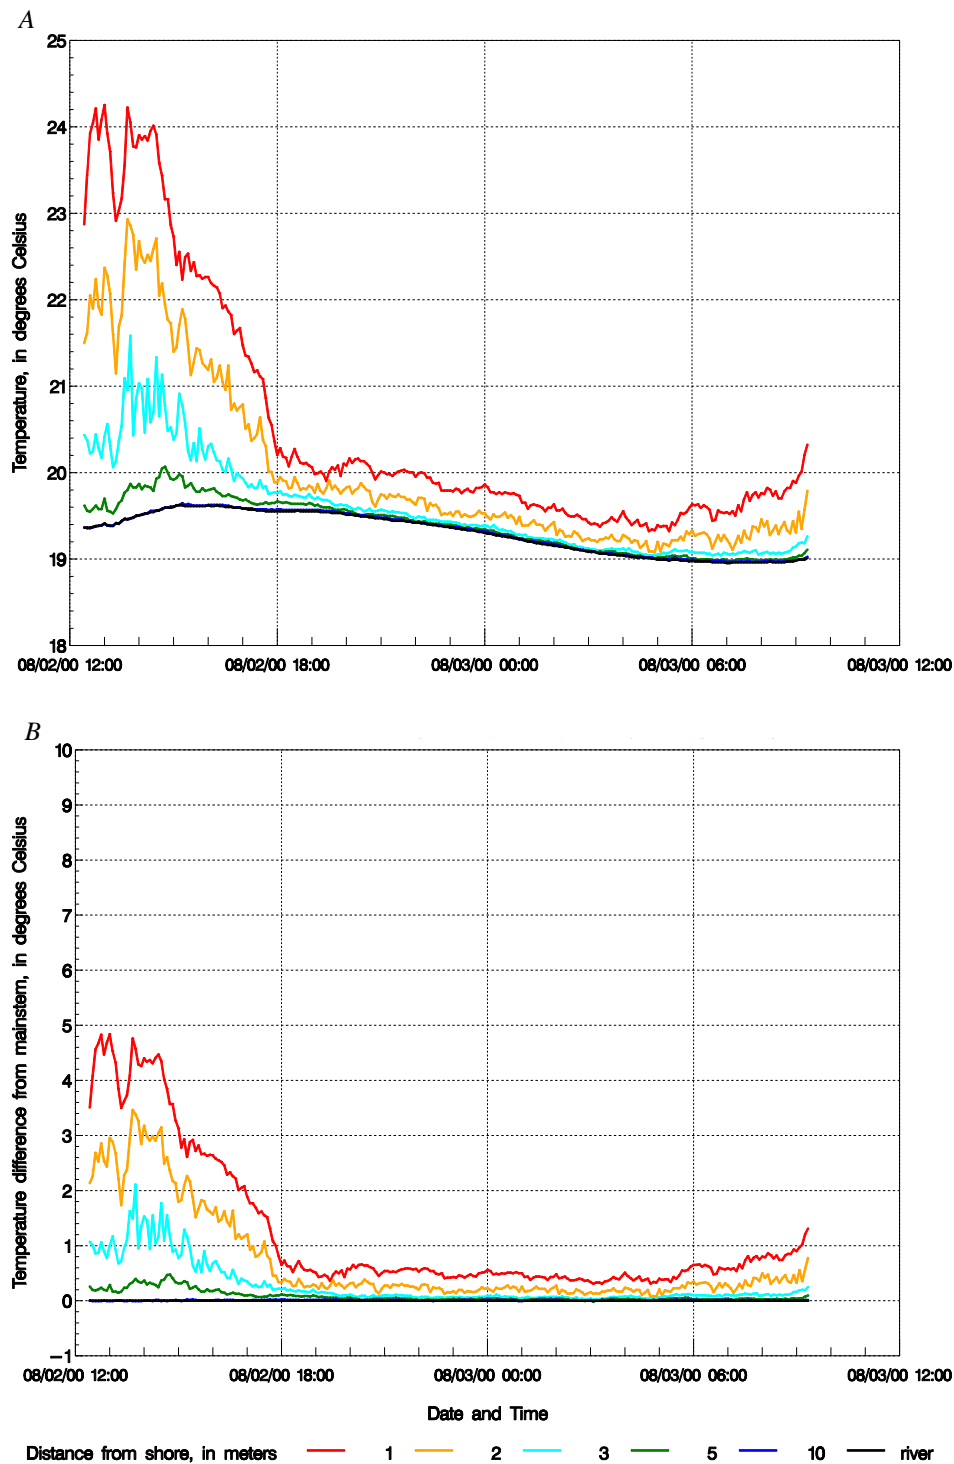 A
25
24
23
22
21
20
19
18
Temperature, in degrees Celsius
08/02/00 12:00 08/02/00 18:00 08/03/00 00:00 08/03/00 06:00 08/03/00 12:00
B
10
9
8
7
6
5
4
3
2
1
0
−1
Temperature difference from mainstem, in degrees Celsius
08/02/00 12:00 08/02/00 18:00 08/03/00 00:00 08/03/00 06:00 08/03/00 12:00
Date and Time
Distance from shore, in meters 1 2 3 5 10 river